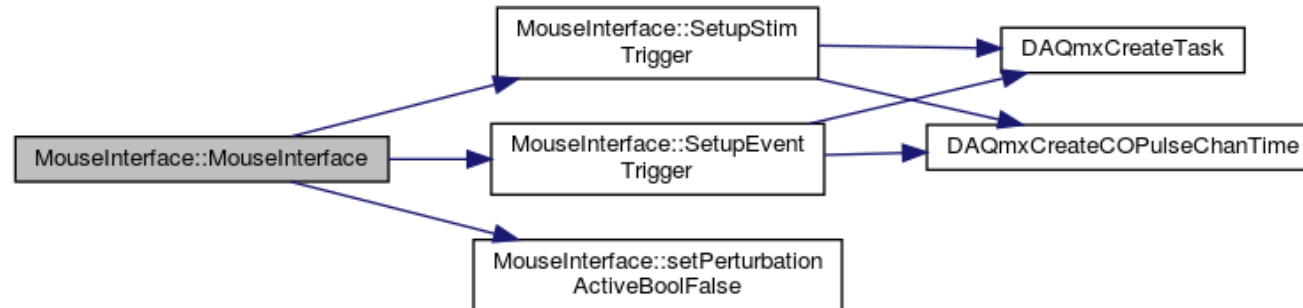 MouseInterface::SetupStim
Trigger
DAQmxCreateTask
MouseInterface::MouseInterface
MouseInterface::SetupEvent
Trigger
DAQmxCreateCOPulseChanTime
MouseInterface::setPerturbation
ActiveBoolFalse